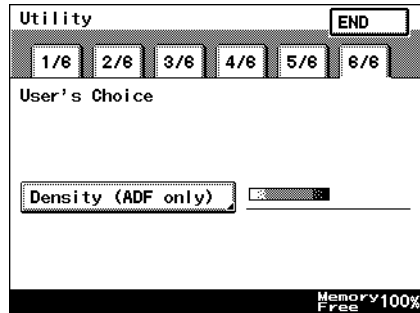 Utility END
1/6 2/6 3/6 4/6 5/6 6/6
User's Choice
Density (ADF only)
Memory Free 100%